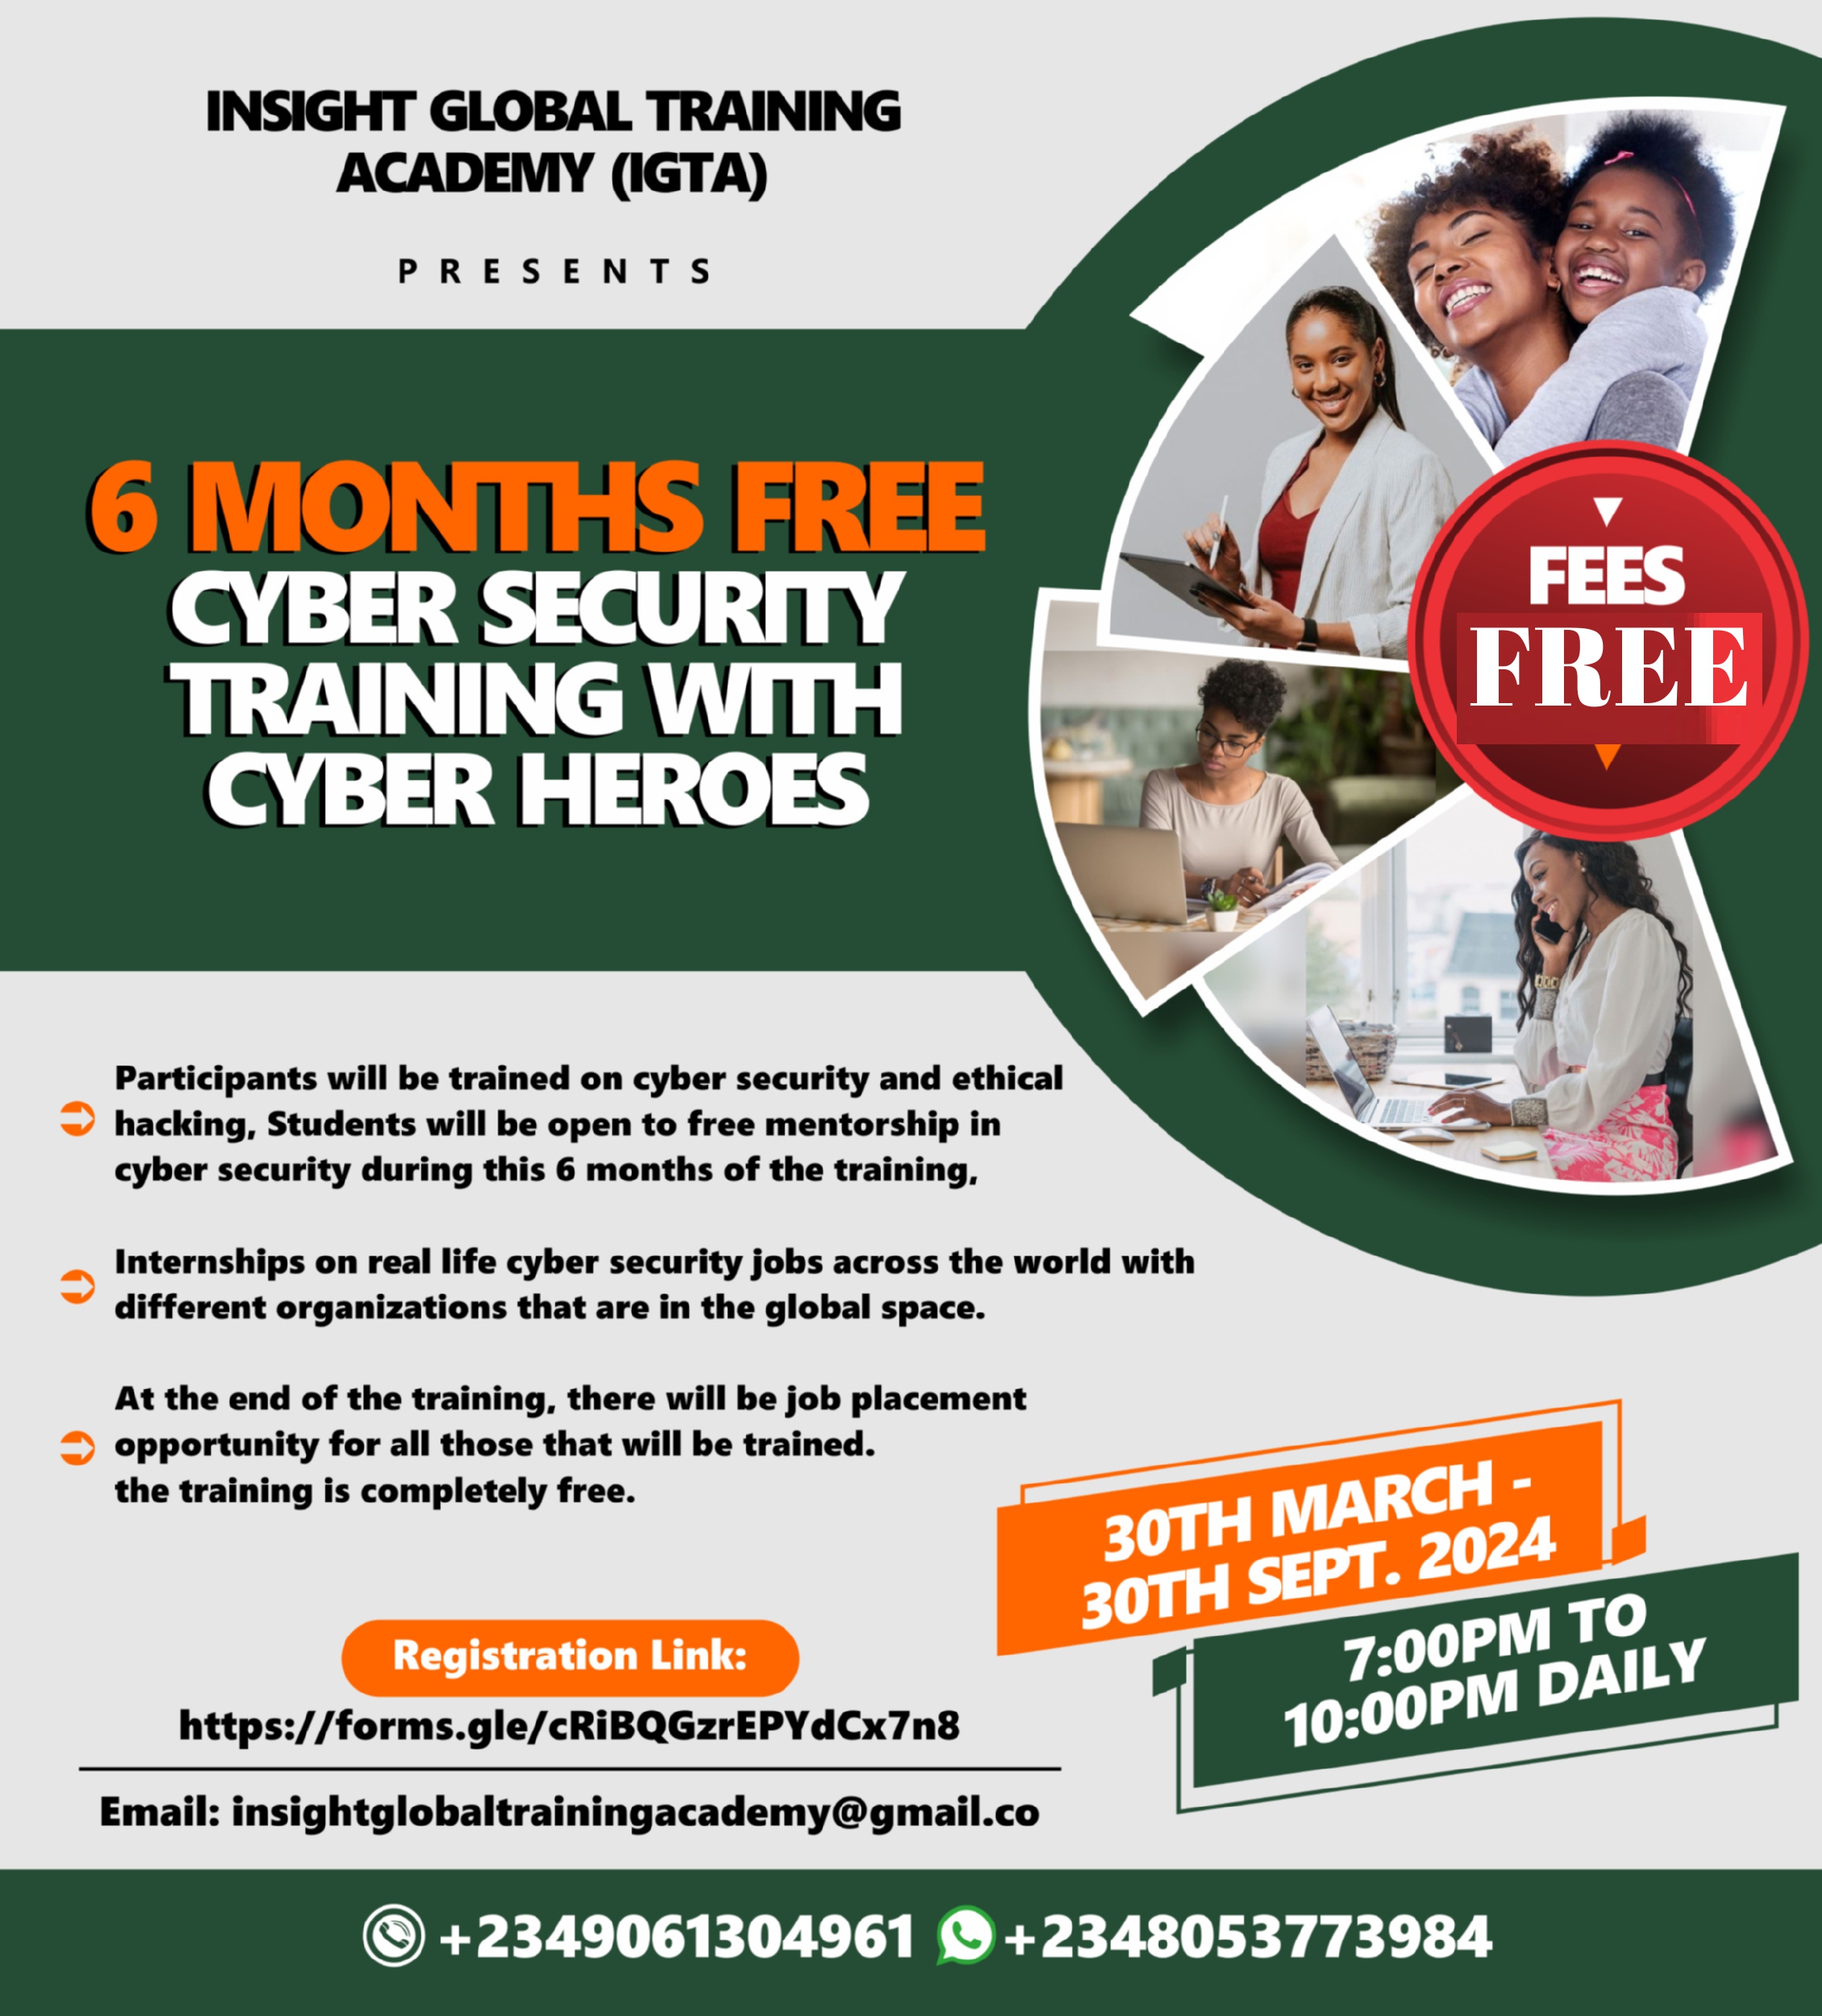 INSIGHT GLOBAL TRAINING
ACADEMY (IGTA)
PRESENTS
6 MONTHS FREE
CYBER SECURITY
TRAINING WITH
CYBER HEROES
FEES
FREE
Participants will be trained on cyber security and ethical
hacking, Students will be open to free mentorship in
cyber security during this 6 months of the training,
Internships on real life cyber security jobs across the world with
different organizations that are in the global space.
At the end of the training, there will be job placement
opportunity for all those that will be trained.
the training is completely free.
30TH MARCH -
30TH SEPT. 2024
7:00PM TO
10:00PM DAILY
Registration Link:
https://forms.gle/cRiBQGzrEPYdCx7n8
Email: insightglobaltrainingacademy@gmail.co
+2349061304961 +2348053773984